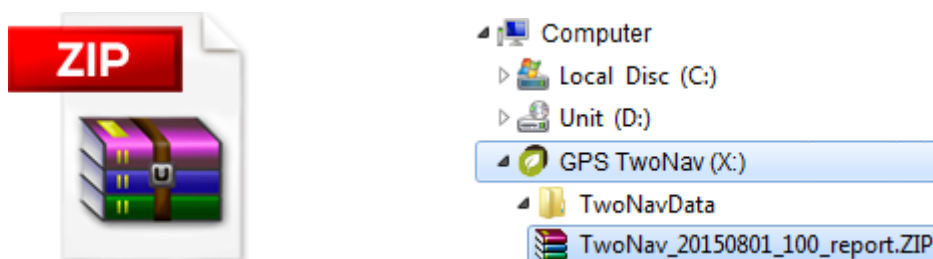 ZIP
Computer
Local Disc (C:)
Unit (D:)
GPS TwoNav (X:)
TwoNavData
TwoNav_20150801_100_report.ZIP